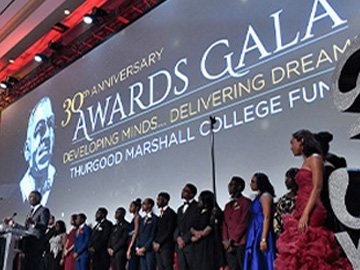 30th ANNIVERSARY
AWARDS GALA
DEVELOPING MINDS... DELIVERING DREAMS
THURGOOD MARSHALL COLLEGE FUND